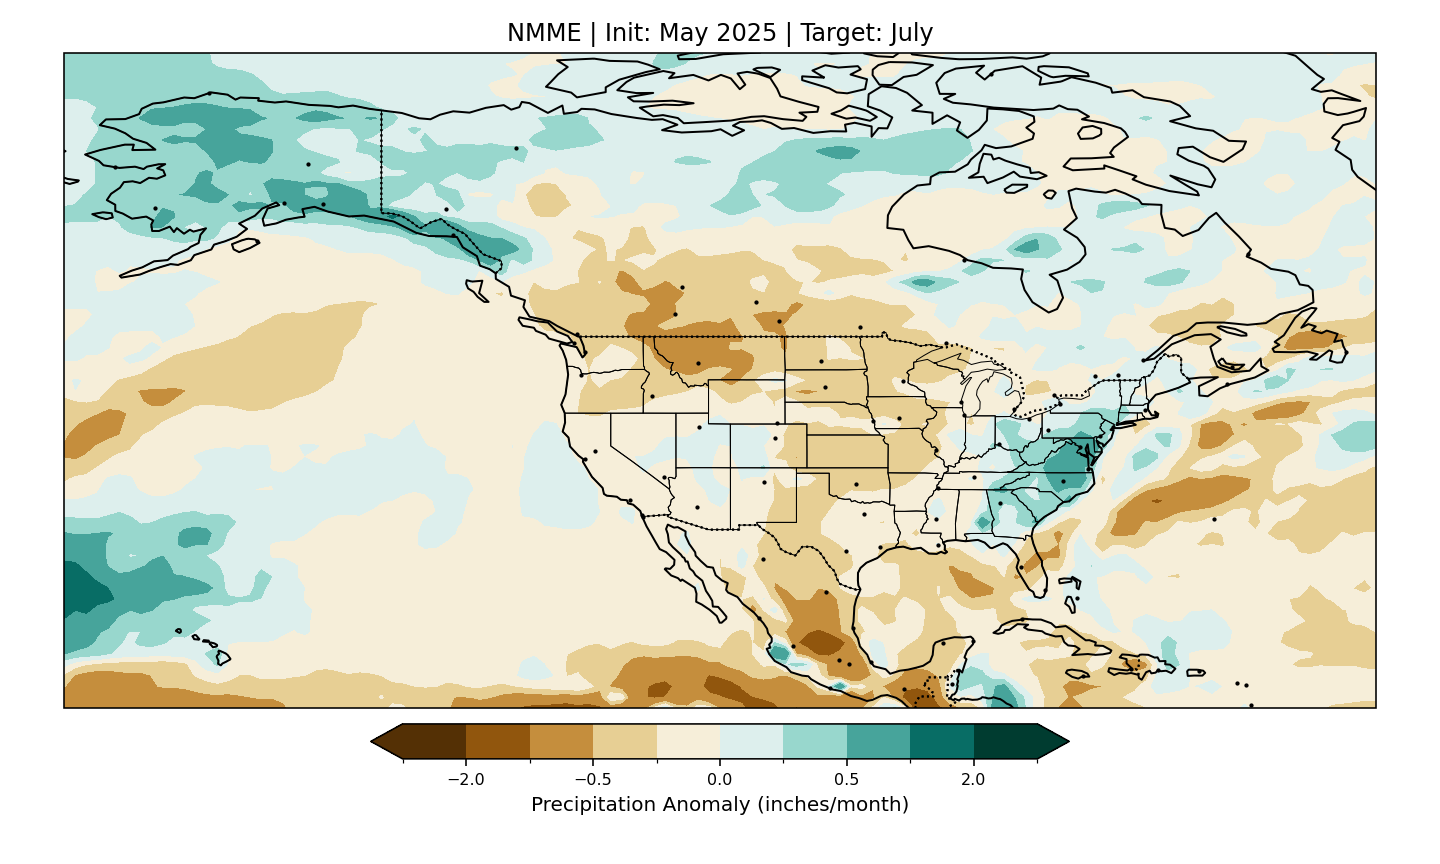 NMME | Init: May 2025 | Target: July
−2.0 −0.5 0.0 0.5 2.0
Precipitation Anomaly (inches/month)